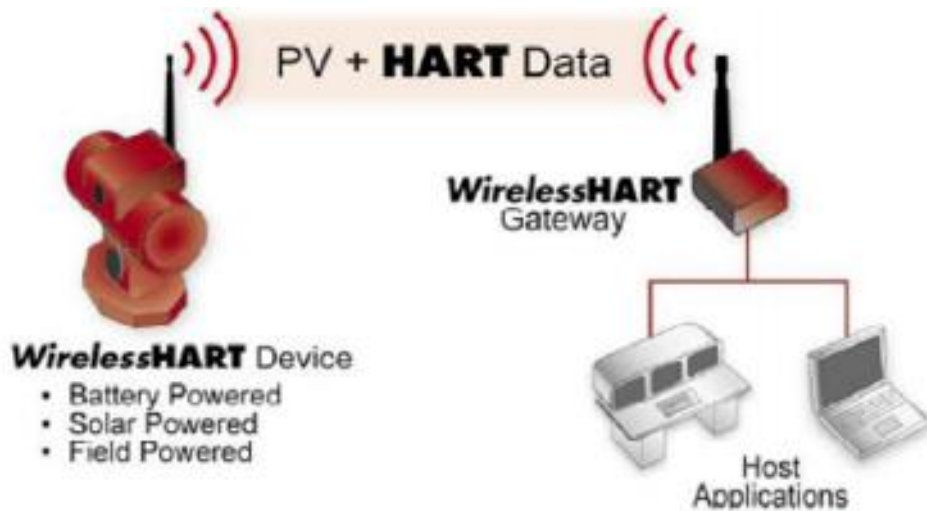 PV + HART Data
WirelessHART
Gateway
WirelessHART Device
• Battery Powered
• Solar Powered
• Field Powered
Host
Applications